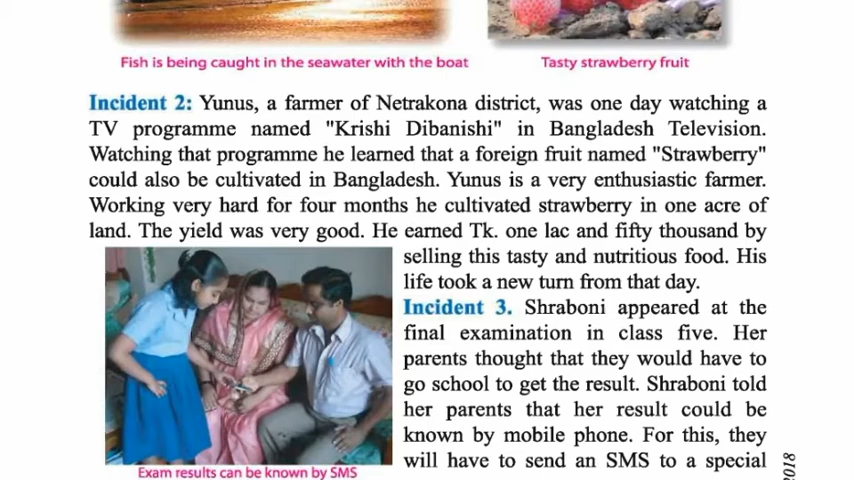 Fish is being caught in the seawater with the boat
Tasty strawberry fruit
Incident 2: Yunus, a farmer of Netrakona district, was one day watching a
TV programme named "Krishi Dibanishi" in Bangladesh Television.
Watching that programme he learned that a foreign fruit named "Strawberry"
could also be cultivated in Bangladesh. Yunus is a very enthusiastic farmer.
Working very hard for four months he cultivated strawberry in one acre of
land. The yield was very good. He earned Tk. one lac and fifty thousand by
selling this tasty and nutritious food. His
life took a new turn from that day.
Incident 3. Shraboni appeared at the
final examination in class five. Her
parents thought that they would have to
go school to get the result. Shraboni told
her parents that her result could be
known by mobile phone. For this, they
will have to send an SMS to a special
Exam results can be known by SMS
2018